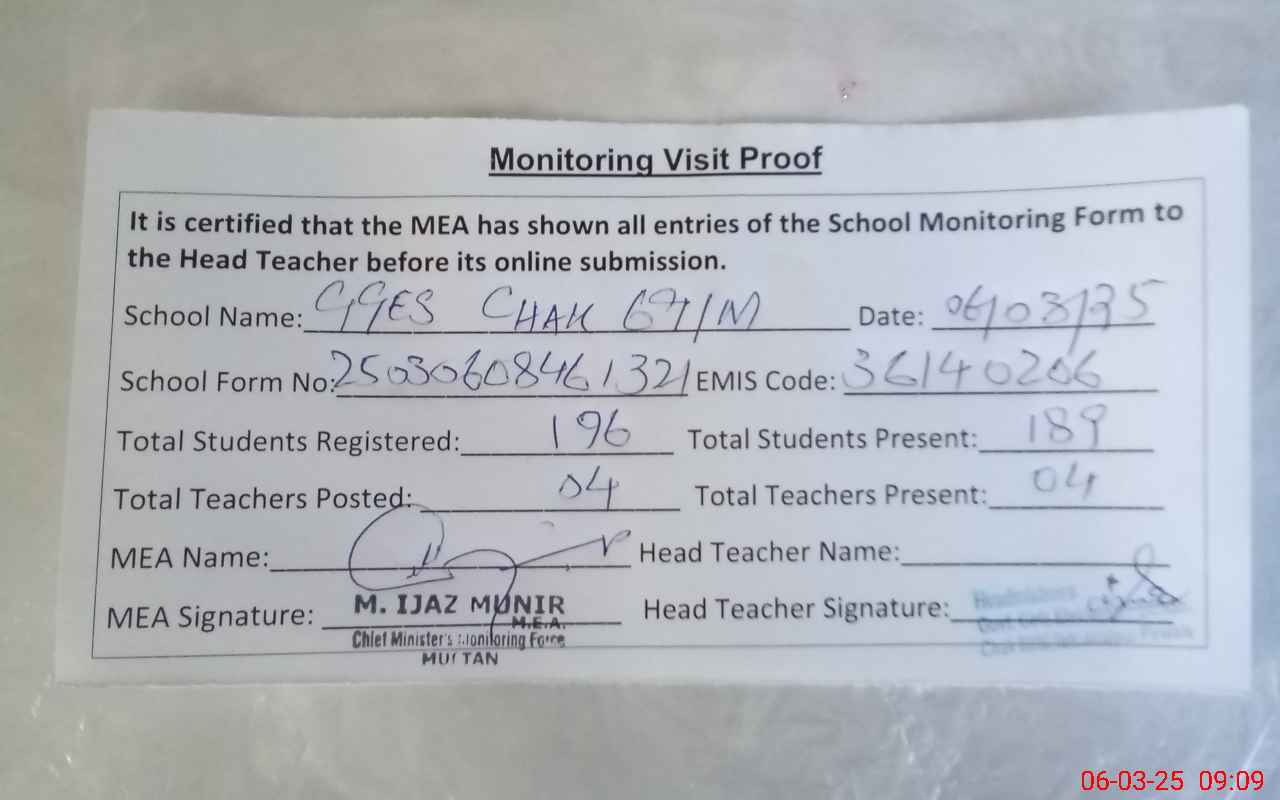 Monitoring Visit Proof
It is certified that the MEA has shown all entries of the School Monitoring Form to
the Head Teacher before its online submission.
School Name: GGES CHAK 67/M Date: 06/03/25
School Form No: 250306084461321 EMIS Code: 36140206
Total Students Registered: 196 Total Students Present: 189
Total Teachers Posted: 04 Total Teachers Present: 04
MEA Name: Head Teacher Name:
MEA Signature: M. IJAZ MUNIR Head Teacher Signature:
M.E.A.
Chief Minister's Monitoring Force
MULTAN
06-03-25 09:09